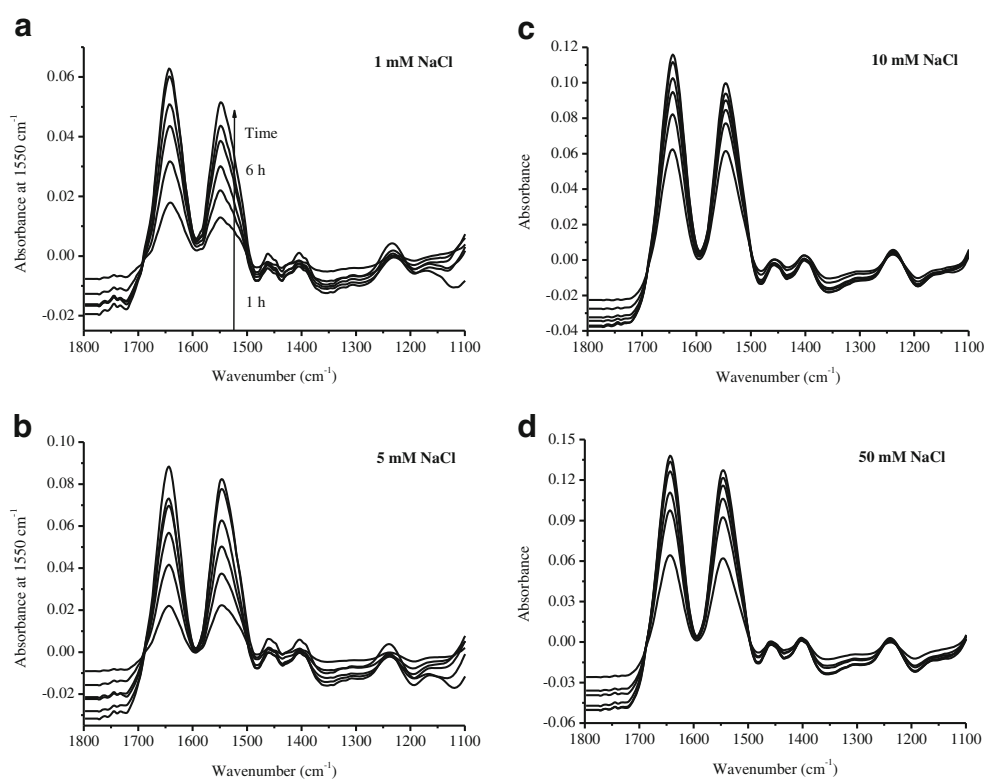 a
1 mM NaCl
Absorbance at 1550 cm⁻¹
0.06
0.04
0.02
0.00
-0.02
Time
6 h
1 h
1800 1700 1600 1500 1400 1300 1200 1100
Wavenumber (cm⁻¹)
b
5 mM NaCl
Absorbance at 1550 cm⁻¹
0.10
0.08
0.06
0.04
0.02
0.00
-0.02
1800 1700 1600 1500 1400 1300 1200 1100
Wavenumber (cm⁻¹)
c
10 mM NaCl
Absorbance
0.12
0.10
0.08
0.06
0.04
0.02
0.00
-0.02
-0.04
1800 1700 1600 1500 1400 1300 1200 1100
Wavenumber (cm⁻¹)
d
50 mM NaCl
Absorbance
0.15
0.12
0.09
0.06
0.03
0.00
-0.03
-0.06
1800 1700 1600 1500 1400 1300 1200 1100
Wavenumber (cm⁻¹)